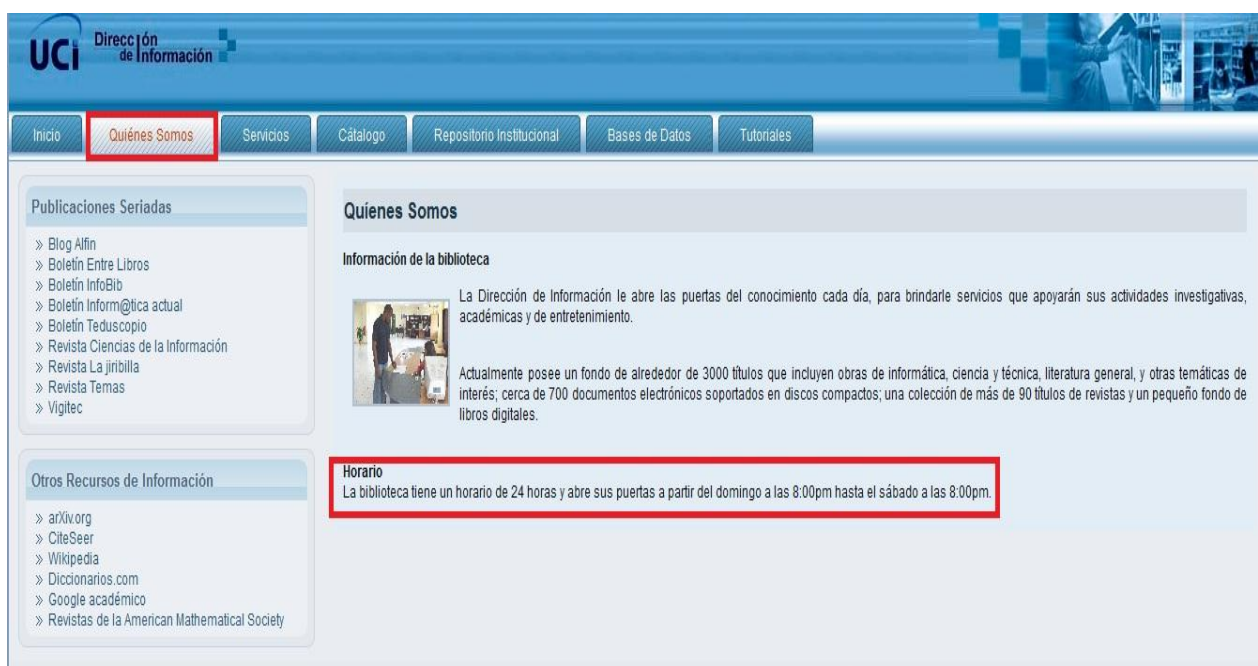 UCi
Dirección
de Información
Inicio
Quiénes Somos
Servicios
Cátalogo
Repositorio Institucional
Bases de Datos
Tutoriales
Publicaciones Seriadas
» Blog Alfin
» Boletín Entre Libros
» Boletín InfoBib
» Boletín Inform@tica actual
» Boletín Teduscopio
» Revista Ciencias de la Información
» Revista La jiribilla
» Revista Temas
» Vigitec
Otros Recursos de Información
» arXiv.org
» CiteSeer
» Wikipedia
» Diccionarios.com
» Google académico
» Revistas de la American Mathematical Society
Quíenes Somos
Información de la biblioteca
La Dirección de Información le abre las puertas del conocimiento cada día, para brindarle servicios que apoyarán sus actividades investigativas,
académicas y de entretenimiento.
Actualmente posee un fondo de alrededor de 3000 títulos que incluyen obras de informática, ciencia y técnica, literatura general, y otras temáticas de
interés; cerca de 700 documentos electrónicos soportados en discos compactos; una colección de más de 90 títulos de revistas y un pequeño fondo de
libros digitales.
Horario
La biblioteca tiene un horario de 24 horas y abre sus puertas a partir del domingo a las 8:00pm hasta el sábado a las 8:00pm.